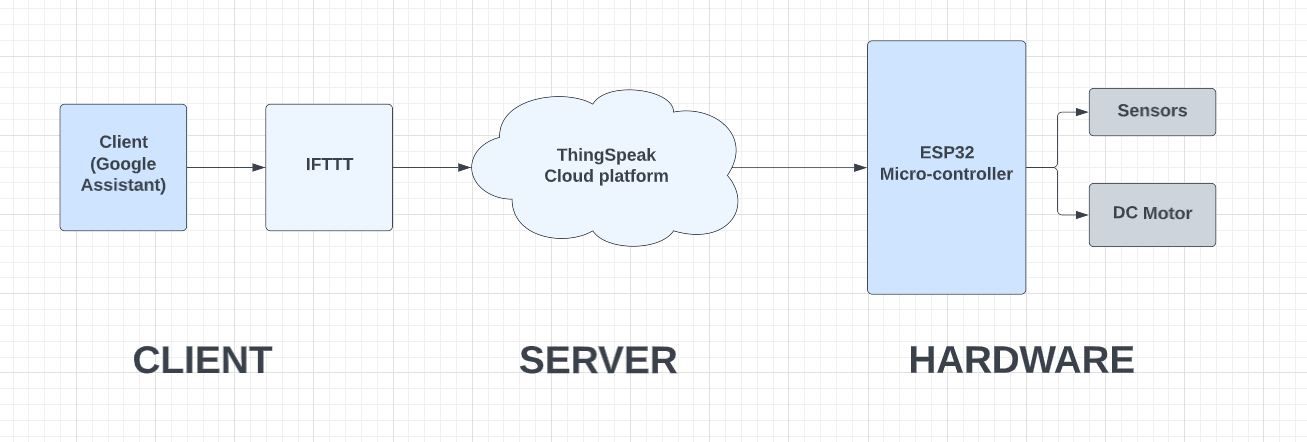 Client
(Google
Assistant)
IFTTT
ThingSpeak
Cloud platform
ESP32
Micro-controller
Sensors
DC Motor
CLIENT
SERVER
HARDWARE